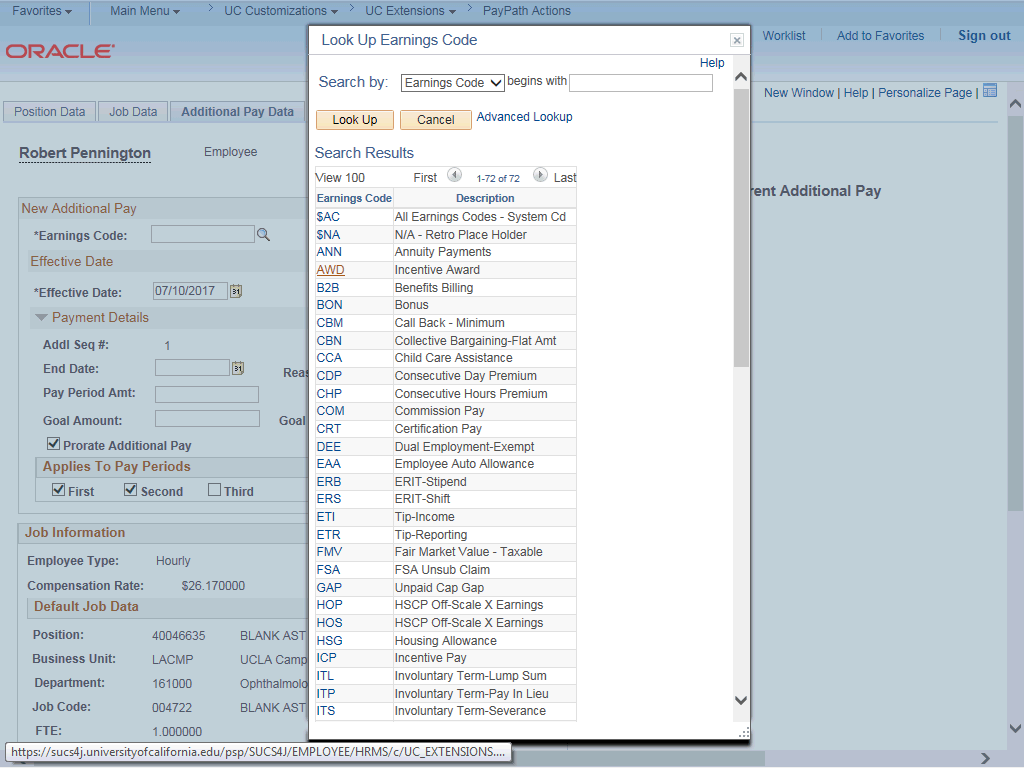 Favorites Main Menu > UC Customizations > UC Extensions > PayPath Actions
ORACLE
Worklist Add to Favorites Sign out
New Window | Help | Personalize Page |
Position Data Job Data Additional Pay Data
Robert Pennington Employee
rent Additional Pay
New Additional Pay
*Earnings Code:
Effective Date
*Effective Date: 07/10/2017 31
Payment Details
Addl Seq #: 1
End Date: 31
Reas
Pay Period Amt:
Goal Amount: Goal
Prorate Additional Pay
Applies To Pay Periods
First Second Third
Job Information
Employee Type: Hourly
Compensation Rate: $26.170000
Default Job Data
Position: 40046635 BLANK AST
Business Unit: LACMP UCLA Camp
Department: 161000 Ophthalmolo
Job Code: 004722 BLANK AST
FTE: 1.000000
Look Up Earnings Code
Help
Search by: Earnings Code begins with
Look Up Cancel Advanced Lookup
Search Results
View 100 First 1-72 of 72 Last
Earnings Code Description
$AC All Earnings Codes - System Cd
$NA N/A - Retro Place Holder
ANN Annuity Payments
AWD Incentive Award
B2B Benefits Billing
BON Bonus
CBM Call Back - Minimum
CBN Collective Bargaining-Flat Amt
CCA Child Care Assistance
CDP Consecutive Day Premium
CHP Consecutive Hours Premium
COM Commission Pay
CRT Certification Pay
DEE Dual Employment-Exempt
EAA Employee Auto Allowance
ERB ERIT-Stipend
ERS ERIT-Shift
ETI Tip-Income
ETR Tip-Reporting
FMV Fair Market Value - Taxable
FSA FSA Unsub Claim
GAP Unpaid Cap Gap
HOP HSCP Off-Scale X Earnings
HOS HSCP Off-Scale X Earnings
HSG Housing Allowance
ICP Incentive Pay
ITL Involuntary Term-Lump Sum
ITP Involuntary Term-Pay In Lieu
ITS Involuntary Term-Severance
https://sucs4j.universityofcalifornia.edu/psp/SUCS4J/EMPLOYEE/HRMS/c/UC_EXTENSIONS....